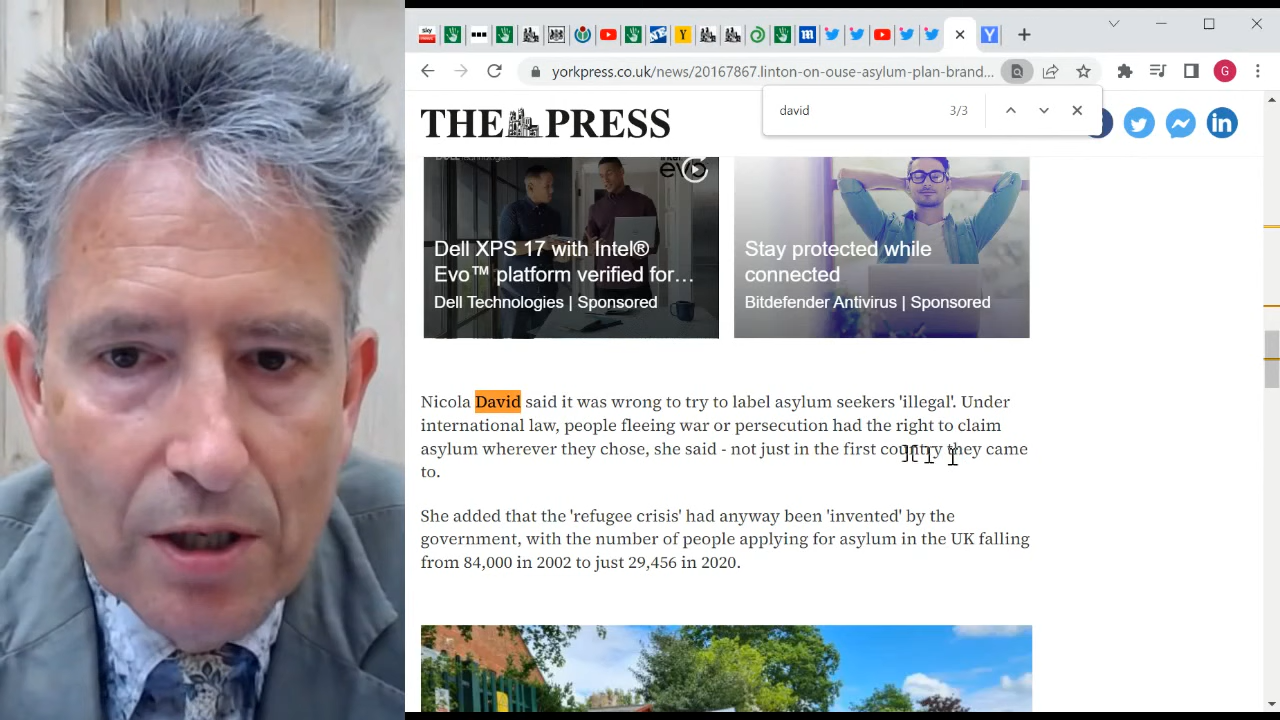 sky
yorkpress.co.uk/news/20167867.linton-on-ouse-asylum-plan-brand...
G
david
3/3
THE PRESS
in
Dell XPS 17 with Intel®
Evo™ platform verified for...
Dell Technologies | Sponsored
Stay protected while
connected
Bitdefender Antivirus | Sponsored
Nicola David said it was wrong to try to label asylum seekers 'illegal'. Under
international law, people fleeing war or persecution had the right to claim
asylum wherever they chose, she said - not just in the first country they came
to.
She added that the 'refugee crisis' had anyway been 'invented' by the
government, with the number of people applying for asylum in the UK falling
from 84,000 in 2002 to just 29,456 in 2020.